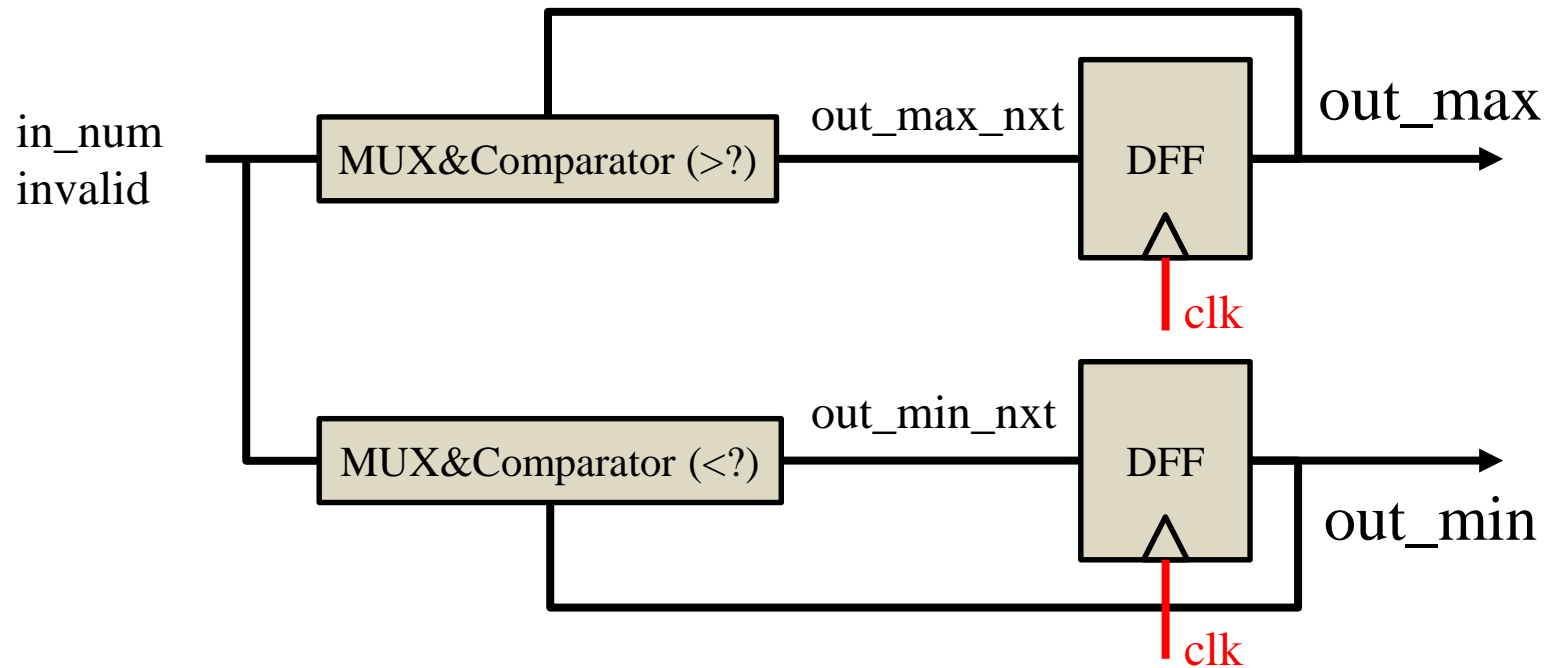 in_num
invalid
MUX&Comparator (>?)
out_max_nxt
DFF
out_max
clk
MUX&Comparator (<?)
out_min_nxt
DFF
out_min
clk